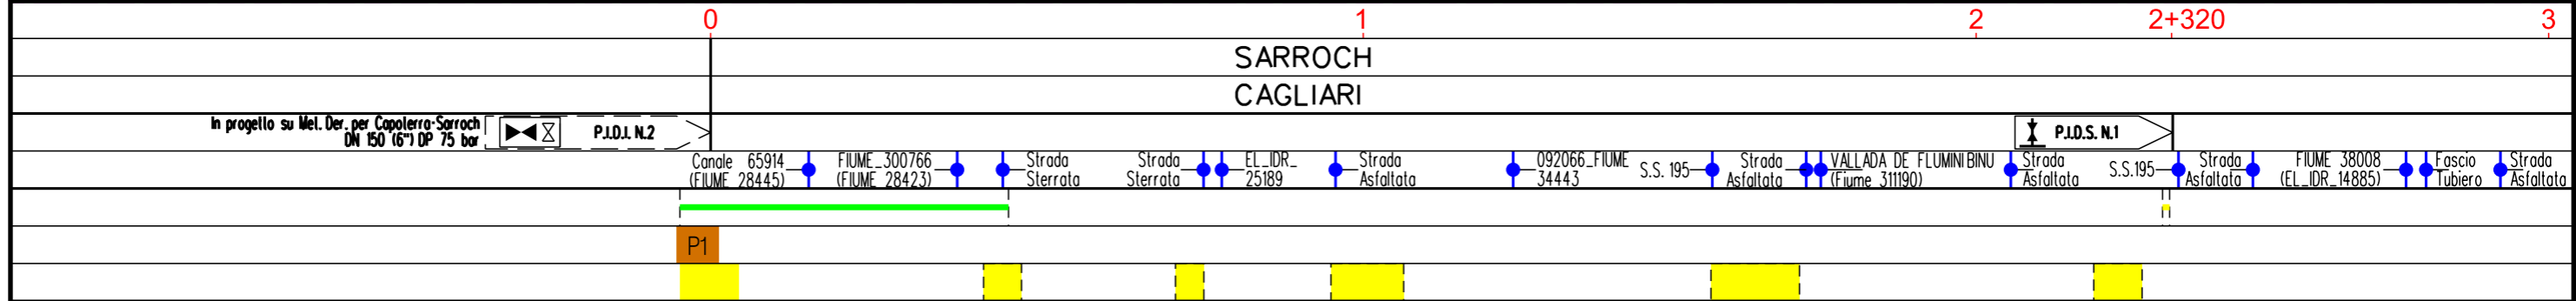 0 1 2 2+320 3
SARROCH
CAGLIARI
In progetto su Met. Der. per Capoterra-Sarroch
DN 150 (6") DP 75 bar
P.I.D.I. N.2
P.I.D.S. N.1
Canale 65914
(FIUME 28445)
FIUME_300766
(FIUME 28423)
Strada
Sterrata
Strada
Sterrata
EL_IDR_
25189
Strada
Asfaltata
092066_FIUME
34443
S.S. 195
Strada
Asfaltata
VALLADA DE FLUMINIBINU
(Fiume 311190)
Strada
Asfaltata
S.S.195
Strada
Asfaltata
FIUME 38008
(EL_IDR_14885)
Fascio
Tubiero
Strada
Asfaltata
P1